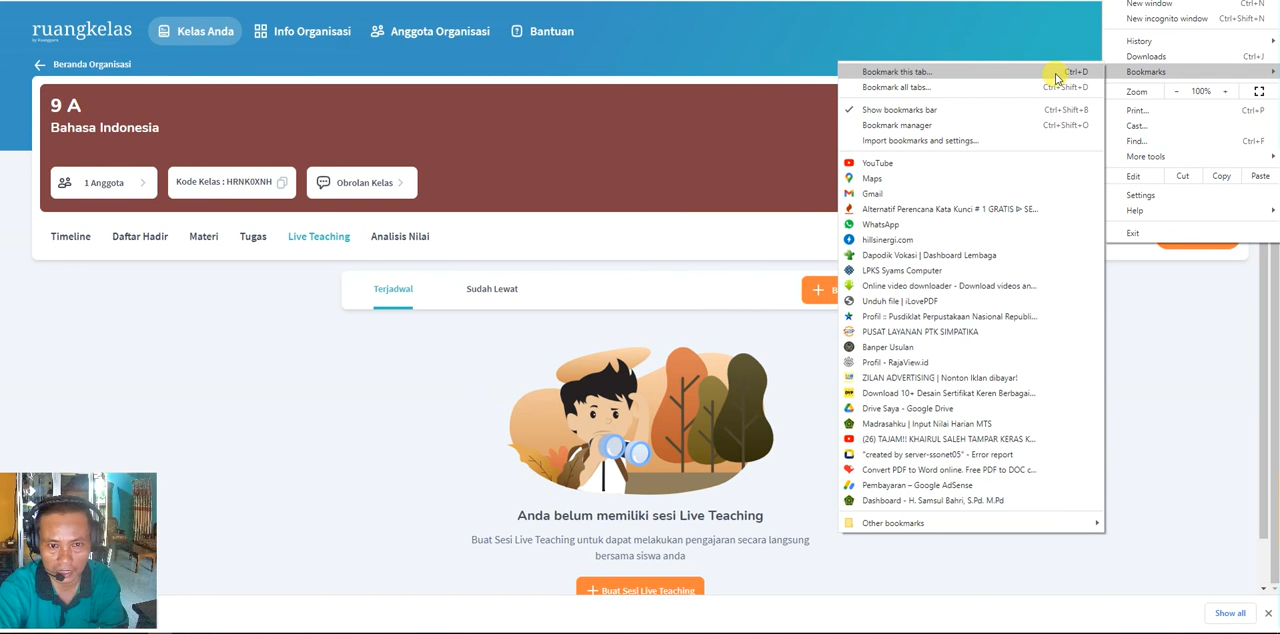 ruangkelas
by Ruangguru
Kelas Anda
Info Organisasi
Anggota Organisasi
Bantuan
Beranda Organisasi
9 A
Bahasa Indonesia
1 Anggota
Kode Kelas : HRNK0XNH
Obrolan Kelas
Timeline
Daftar Hadir
Materi
Tugas
Live Teaching
Analisis Nilai
Terjadwal
Sudah Lewat
Anda belum memiliki sesi Live Teaching
Buat Sesi Live Teaching untuk dapat melakukan pengajaran secara langsung
bersama siswa anda
Buat Sesi Live Teaching
Bookmark this tab... Ctrl+D
Bookmark all tabs... Ctrl+Shift+D
Show bookmarks bar Ctrl+Shift+B
Bookmark manager Ctrl+Shift+O
Import bookmarks and settings...
YouTube
Maps
Gmail
Alternatif Perencana Kata Kunci # 1 GRATIS ᐅ SE...
WhatsApp
hillsinergi.com
Dapodik Vokasi | Dashboard Lembaga
LPKS Syams Computer
Online video downloader - Download videos an...
Unduh file | iLovePDF
Profil :: Pusdiklat Perpustakaan Nasional Republi...
PUSAT LAYANAN PTK SIMPATIKA
Banper Usulan
Profil - RajaView.id
ZILAN ADVERTISING | Nonton Iklan dibayar!
Download 10+ Desain Sertifikat Keren Berbagai...
Drive Saya - Google Drive
Madrasahku | Input Nilai Harian MTS
(26) TAJAM!! KHAIRUL SALEH TAMPAR KERAS K...
"created by server-ssonet05" - Error report
Convert PDF to Word online. Free PDF to DOC c...
Pembayaran – Google AdSense
Dashboard - H. Samsul Bahri, S.Pd. M.Pd
Other bookmarks
New window Ctrl+N
New incognito window Ctrl+Shift+N
History
Downloads Ctrl+J
Bookmarks
Zoom - 100% +
Print... Ctrl+P
Cast...
Find... Ctrl+F
More tools
Edit Cut Copy Paste
Settings
Help
Exit
Show all